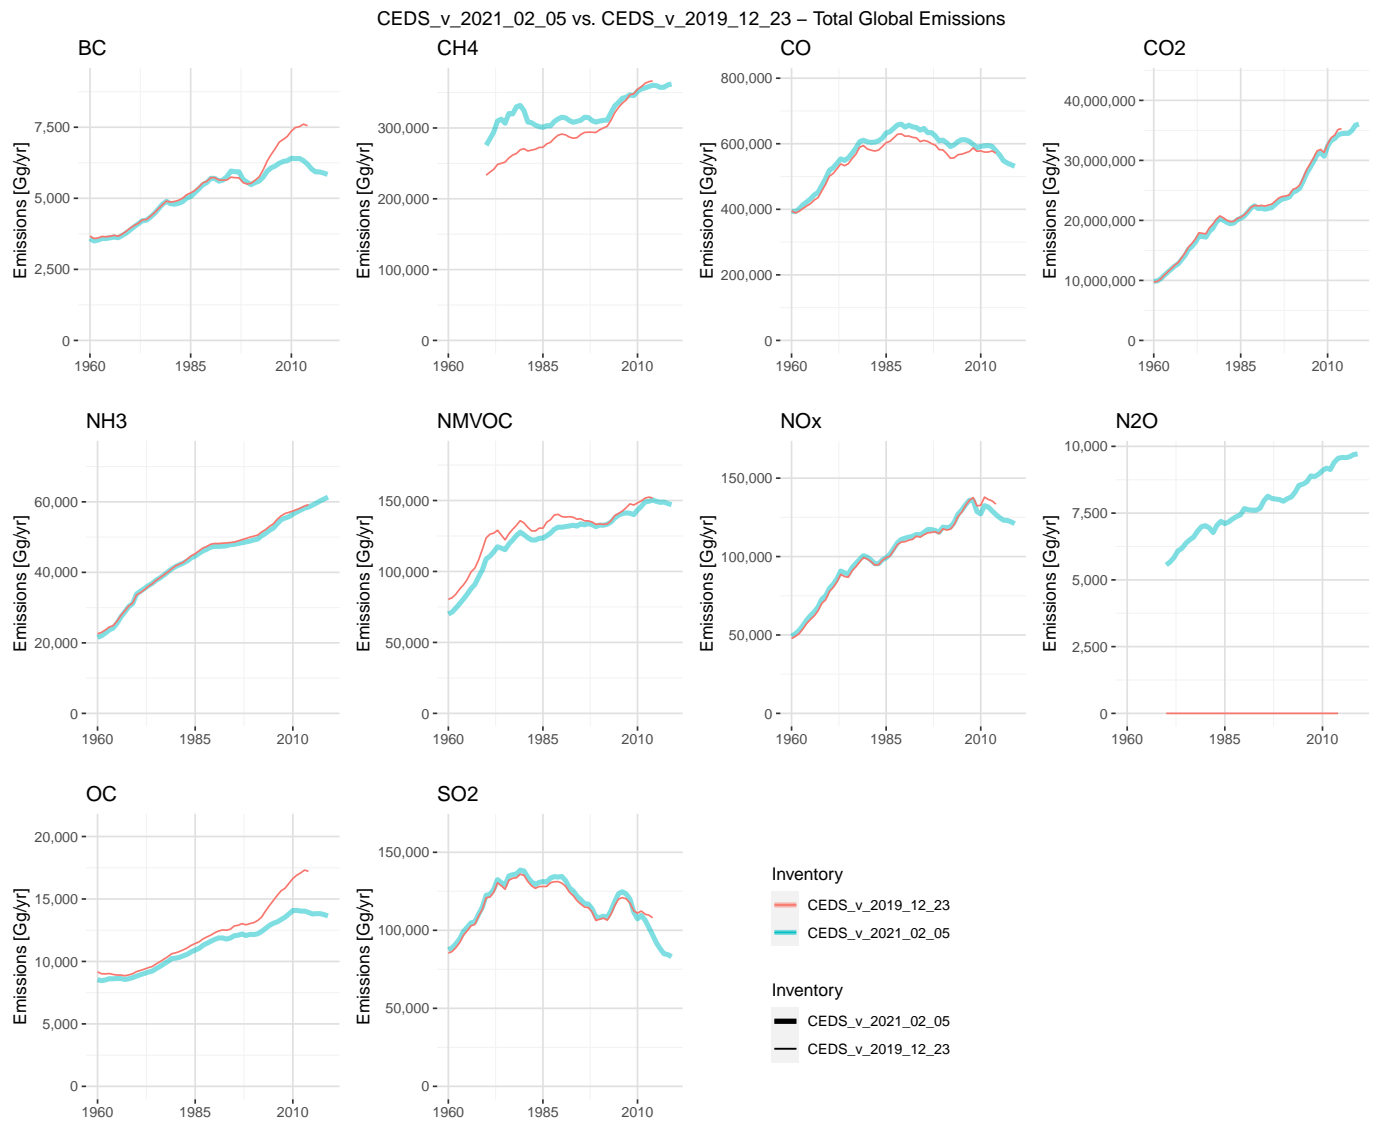 CEDS_v_2021_02_05 vs. CEDS_v_2019_12_23 – Total Global Emissions
BC
Emissions [Gg/yr]
7,500
5,000
2,500
0
1960 1985 2010
CH4
Emissions [Gg/yr]
300,000
200,000
100,000
0
1960 1985 2010
CO
Emissions [Gg/yr]
800,000
600,000
400,000
200,000
0
1960 1985 2010
CO2
Emissions [Gg/yr]
40,000,000
30,000,000
20,000,000
10,000,000
0
1960 1985 2010
NH3
Emissions [Gg/yr]
60,000
40,000
20,000
0
1960 1985 2010
NMVOC
Emissions [Gg/yr]
150,000
100,000
50,000
0
1960 1985 2010
NOx
Emissions [Gg/yr]
150,000
100,000
50,000
0
1960 1985 2010
N2O
Emissions [Gg/yr]
10,000
7,500
5,000
2,500
0
1960 1985 2010
OC
Emissions [Gg/yr]
20,000
15,000
10,000
5,000
0
1960 1985 2010
SO2
Emissions [Gg/yr]
150,000
100,000
50,000
0
1960 1985 2010
Inventory
CEDS_v_2019_12_23
CEDS_v_2021_02_05
Inventory
CEDS_v_2021_02_05
CEDS_v_2019_12_23